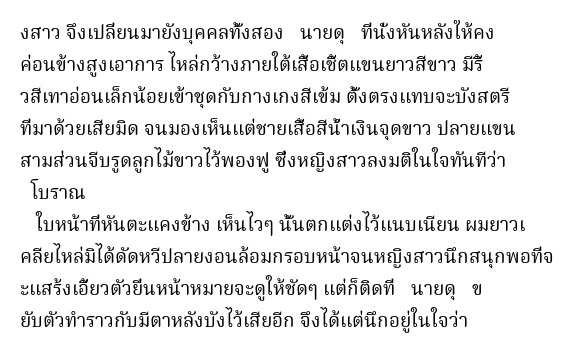 งสาว จึงเปลี่ยนมายังบุคคลทั้งสอง นายดุ ที่นั่งหันหลังให้คง
ค่อนข้างสูงเอาการ ไหล่กว้างภายใต้เสื้อเชิ้ตแขนยาวสีขาว มีริ้
วสีเทาอ่อนเล็กน้อยเข้าชุดกับกางเกงสีเข้ม ตั้งตรงแทบจะบังสตรี
ที่มาด้วยเสียมิด จนมองเห็นแต่ชายเสื้อสีน้ำเงินจุดขาว ปลายแขน
สามส่วนจีบรูดลูกไม้ขาวไว้พองฟู ซึ่งหญิงสาวลงมติในใจทันทีว่า
โบราณ
ใบหน้าที่หันตะแคงข้าง เห็นไวๆ นั้นตกแต่งไว้แนบเนียน ผมยาวเ
คลียไหล่มิได้ดัดหวีปลายงอนล้อมกรอบหน้าจนหญิงสาวนึกสนุกพอที่จ
ะแสร้งเอี้ยวตัวยื่นหน้าหมายจะดูให้ชัดๆ แต่ก็ติดที่ นายดุ ข
ยับตัวทำราวกับมีตาหลังบังไว้เสียอีก จึงได้แต่นึกอยู่ในใจว่า